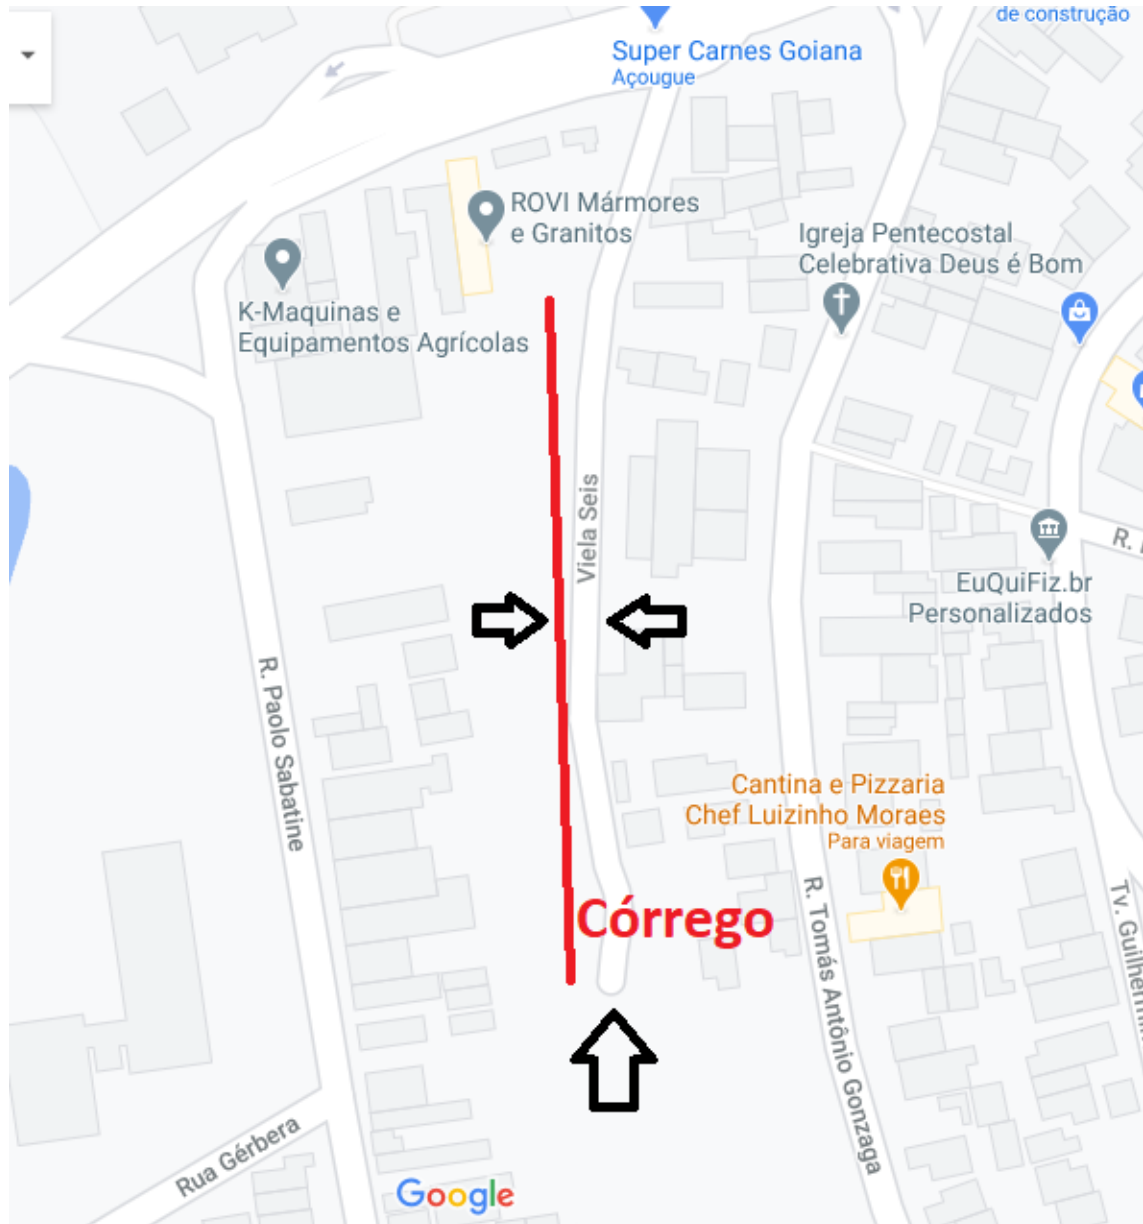 de construção
Super Carnes Goiana
Açougue
ROVI Mármores
e Granitos
Igreja Pentecostal
Celebrativa Deus é Bom
K-Maquinas e
Equipamentos Agrícolas
Viela Seis
R.
EuQuiFiz.br
Personalizados
R. Paolo Sabatine
Cantina e Pizzaria
Chef Luizinho Moraes
Para viagem
Córrego
R. Tomás Antônio Gonzaga
Tv.
Rua Gérbera
Google